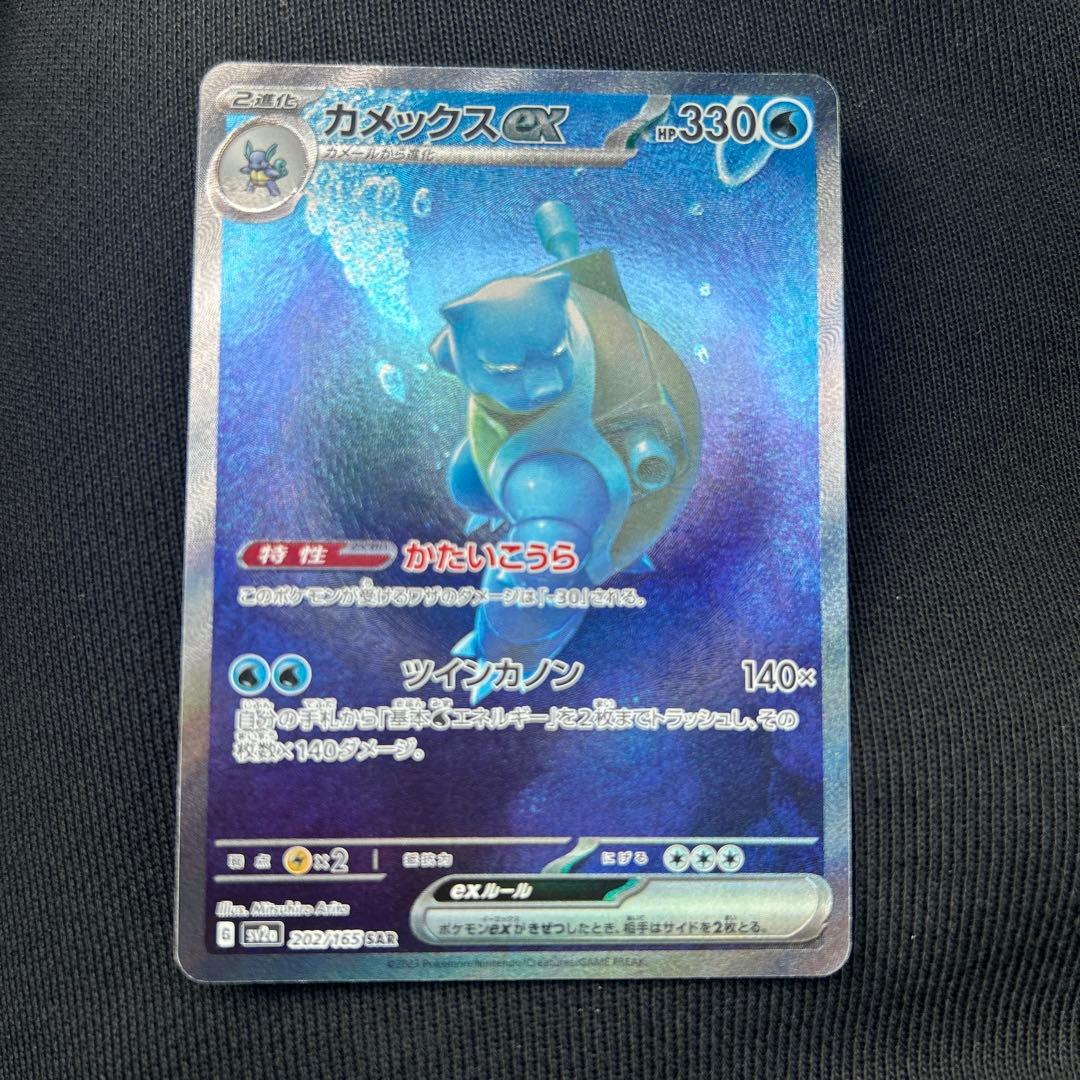 2進化
カメックスex
HP330
カメールから進化
特性 かたいこうら
このポケモンが受けるワザのダメージは「-30」される。
ツインカノン 140×
自分の手札から「基本エネルギー」を2枚までトラッシュし、その
枚数×140ダメージ。
弱点 ×2 抵抗力 にげる
exルール
ポケモンexがきぜつしたとき、相手はサイドを2枚とる。
Illus. Mitsuhiro Arita
G sv2a 202/165 SAR
©2023 Pokémon/Nintendo/Creatures/GAME FREAK.